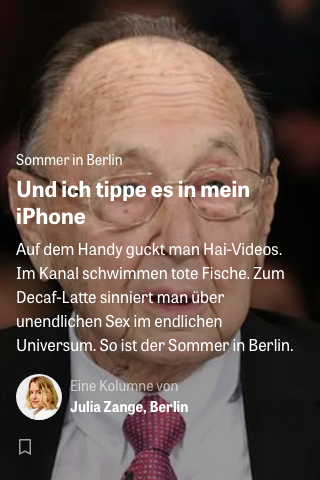 Sommer in Berlin
Und ich tippe es in mein
iPhone
Auf dem Handy guckt man Hai-Videos.
Im Kanal schwimmen tote Fische. Zum
Decaf-Latte sinniert man über
unendlichen Sex im endlichen
Universum. So ist der Sommer in Berlin.
Eine Kolumne von
Julia Zange, Berlin